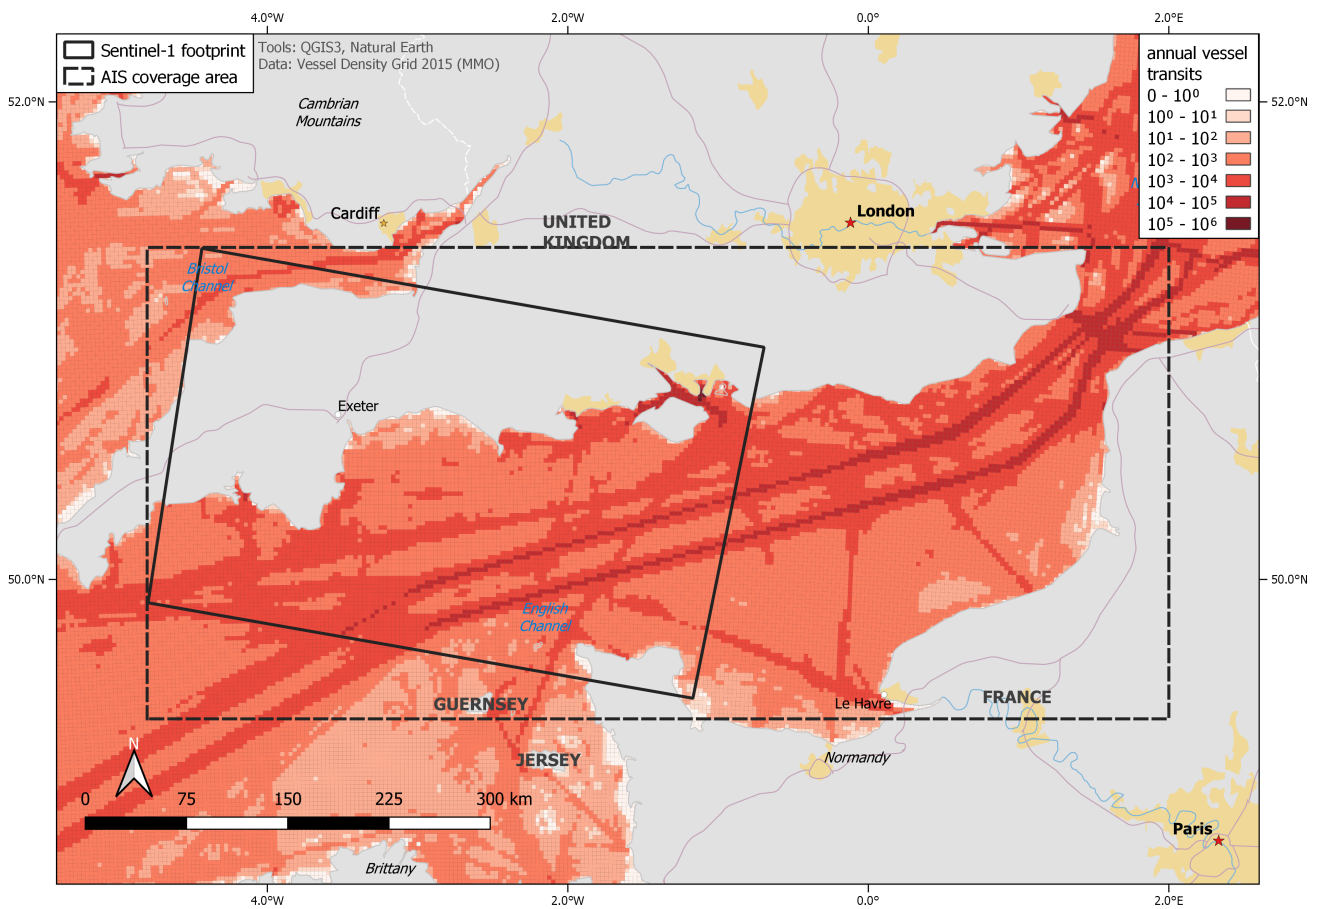 4.0°W 2.0°W 0.0° 2.0°E
Sentinel-1 footprint
AIS coverage area
Tools: QGIS3, Natural Earth
Data: Vessel Density Grid 2015 (MMO)
annual vessel
transits
0 - 10⁰
10⁰ - 10¹
10¹ - 10²
10² - 10³
10³ - 10⁴
10⁴ - 10⁵
10⁵ - 10⁶
52.0°N
52.0°N
Cambrian
Mountains
Cardiff
London
UNITED
KINGDOM
Bristol
Channel
Exeter
50.0°N
50.0°N
English
Channel
GUERNSEY
Le Havre
FRANCE
JERSEY
Normandy
N
0 75 150 225 300 km
Paris
Brittany
4.0°W 2.0°W 0.0° 2.0°E